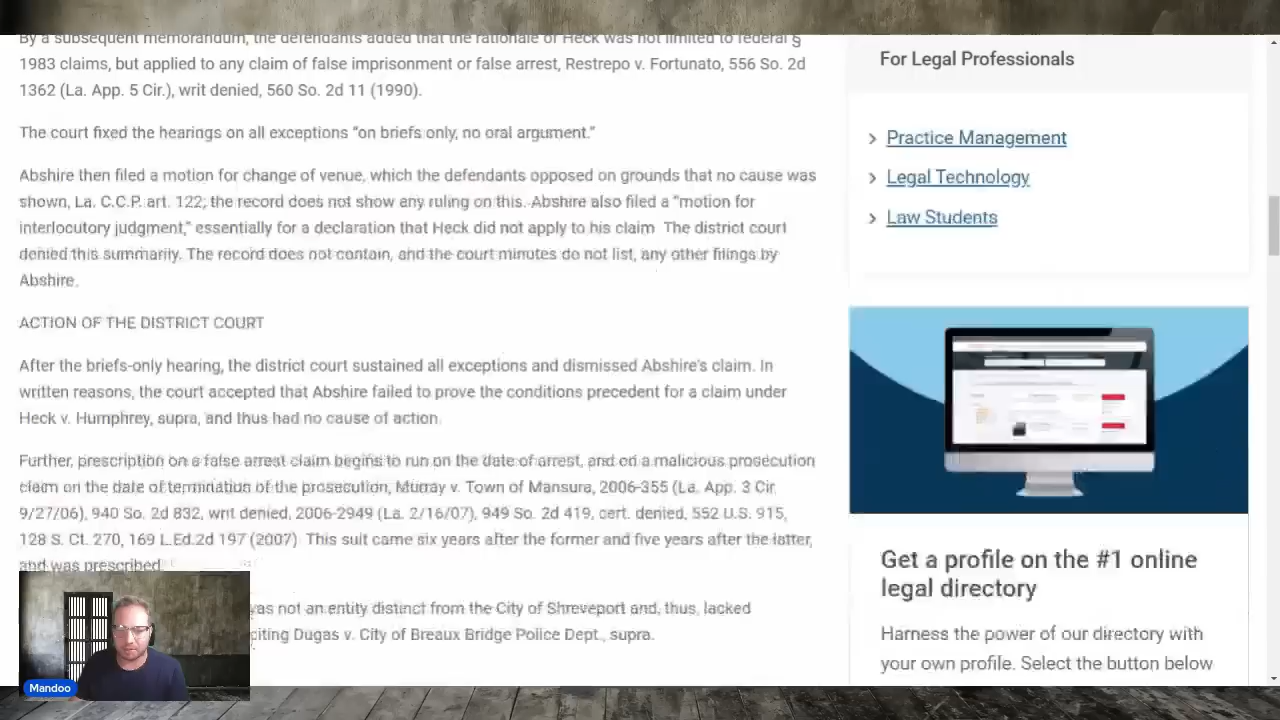 By a subsequent memorandum, the defendants added that the rationale of Heck was not limited to federal §
1983 claims, but applied to any claim of false imprisonment or false arrest, Restrepo v. Fortunato, 556 So. 2d
1362 (La. App. 5 Cir.), writ denied, 560 So. 2d 11 (1990).
The court fixed the hearings on all exceptions “on briefs only, no oral argument.”
Abshire then filed a motion for change of venue, which the defendants opposed on grounds that no cause was
shown, La. C.C.P. art. 122; the record does not show any ruling on this. Abshire also filed a “motion for
interlocutory judgment,” essentially for a declaration that Heck did not apply to his claim. The district court
denied this summarily. The record does not contain, and the court minutes do not list, any other filings by
Abshire.
ACTION OF THE DISTRICT COURT
After the briefs-only hearing, the district court sustained all exceptions and dismissed Abshire's claim. In
written reasons, the court accepted that Abshire failed to prove the conditions precedent for a claim under
Heck v. Humphrey, supra, and thus had no cause of action.
Further, prescription on a false arrest claim begins to run on the date of arrest, and on a malicious prosecution
claim on the date of termination of the prosecution, Murray v. Town of Mansura, 2006-355 (La. App. 3 Cir.
9/27/06), 940 So. 2d 832, writ denied, 2006-2949 (La. 2/16/07), 949 So. 2d 419, cert. denied, 552 U.S. 915,
128 S. Ct. 270, 169 L.Ed.2d 197 (2007). This suit came six years after the former and five years after the latter,
and was prescribed.
was not an entity distinct from the City of Shreveport and, thus, lacked
citing Dugas v. City of Breaux Bridge Police Dept., supra.
Mandoo
For Legal Professionals
Practice Management
Legal Technology
Law Students
Get a profile on the #1 online
legal directory
Harness the power of our directory with
your own profile. Select the button below